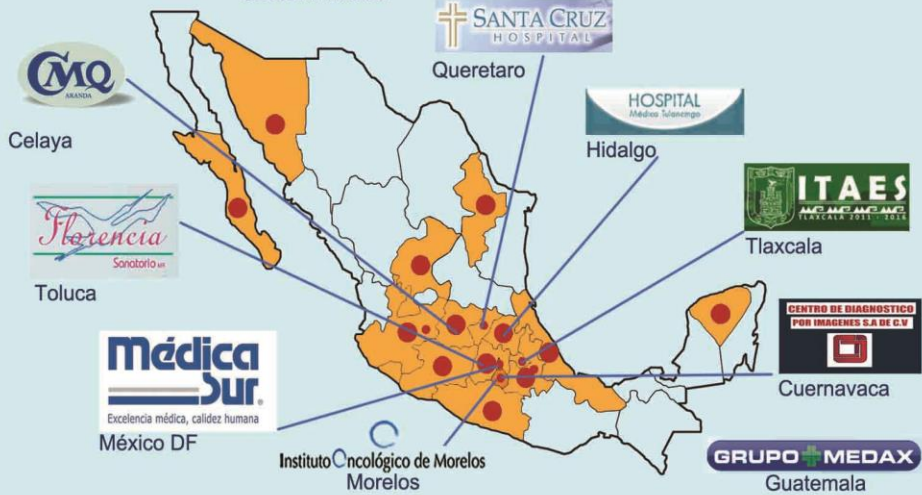 SANTA CRUZ
HOSPITAL
Queretaro
CMQ
ARANDA
Celaya
HOSPITAL
Médica Tulancingo
Hidalgo
ITAES
TLAXCALA 2011 - 2016
Tlaxcala
Florencia
Sanatorio
Toluca
CENTRO DE DIAGNOSTICO
POR IMAGENES S.A DE C.V
Cuernavaca
Médica
Sur
Excelencia médica, calidez humana
México DF
Instituto Oncológico de Morelos
Morelos
GRUPO MEDAX
Guatemala